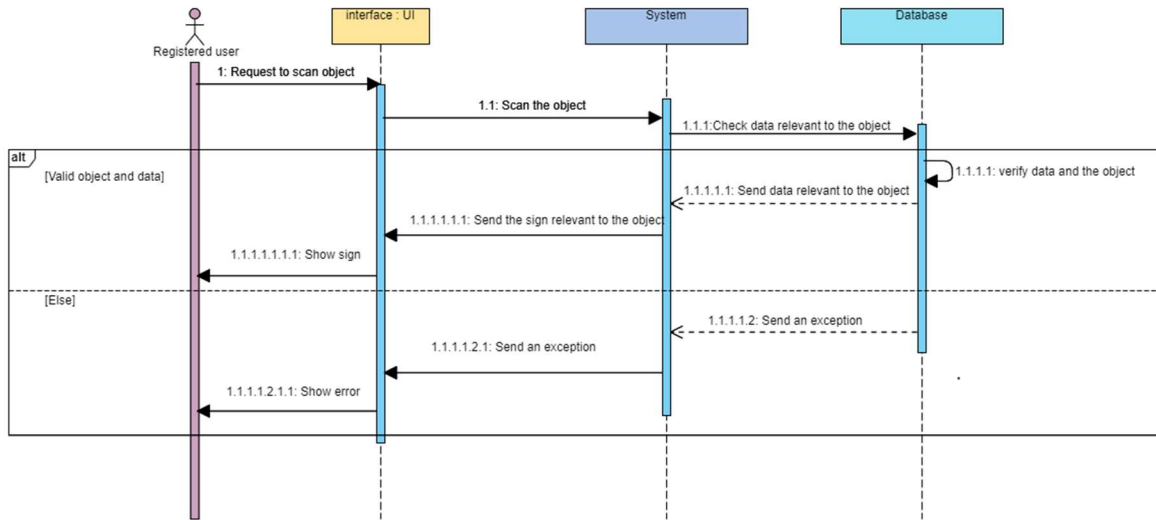 interface : UI
System
Database
Registered user
1: Request to scan object
1.1: Scan the object
1.1.1:Check data relevant to the object
alt
[Valid object and data]
1.1.1.1: verify data and the object
1.1.1.1.1: Send data relevant to the object
1.1.1.1.1.1: Send the sign relevant to the object
1.1.1.1.1.1.1: Show sign
[Else]
1.1.1.1.2: Send an exception
1.1.1.1.2.1: Send an exception
1.1.1.1.2.1.1: Show error